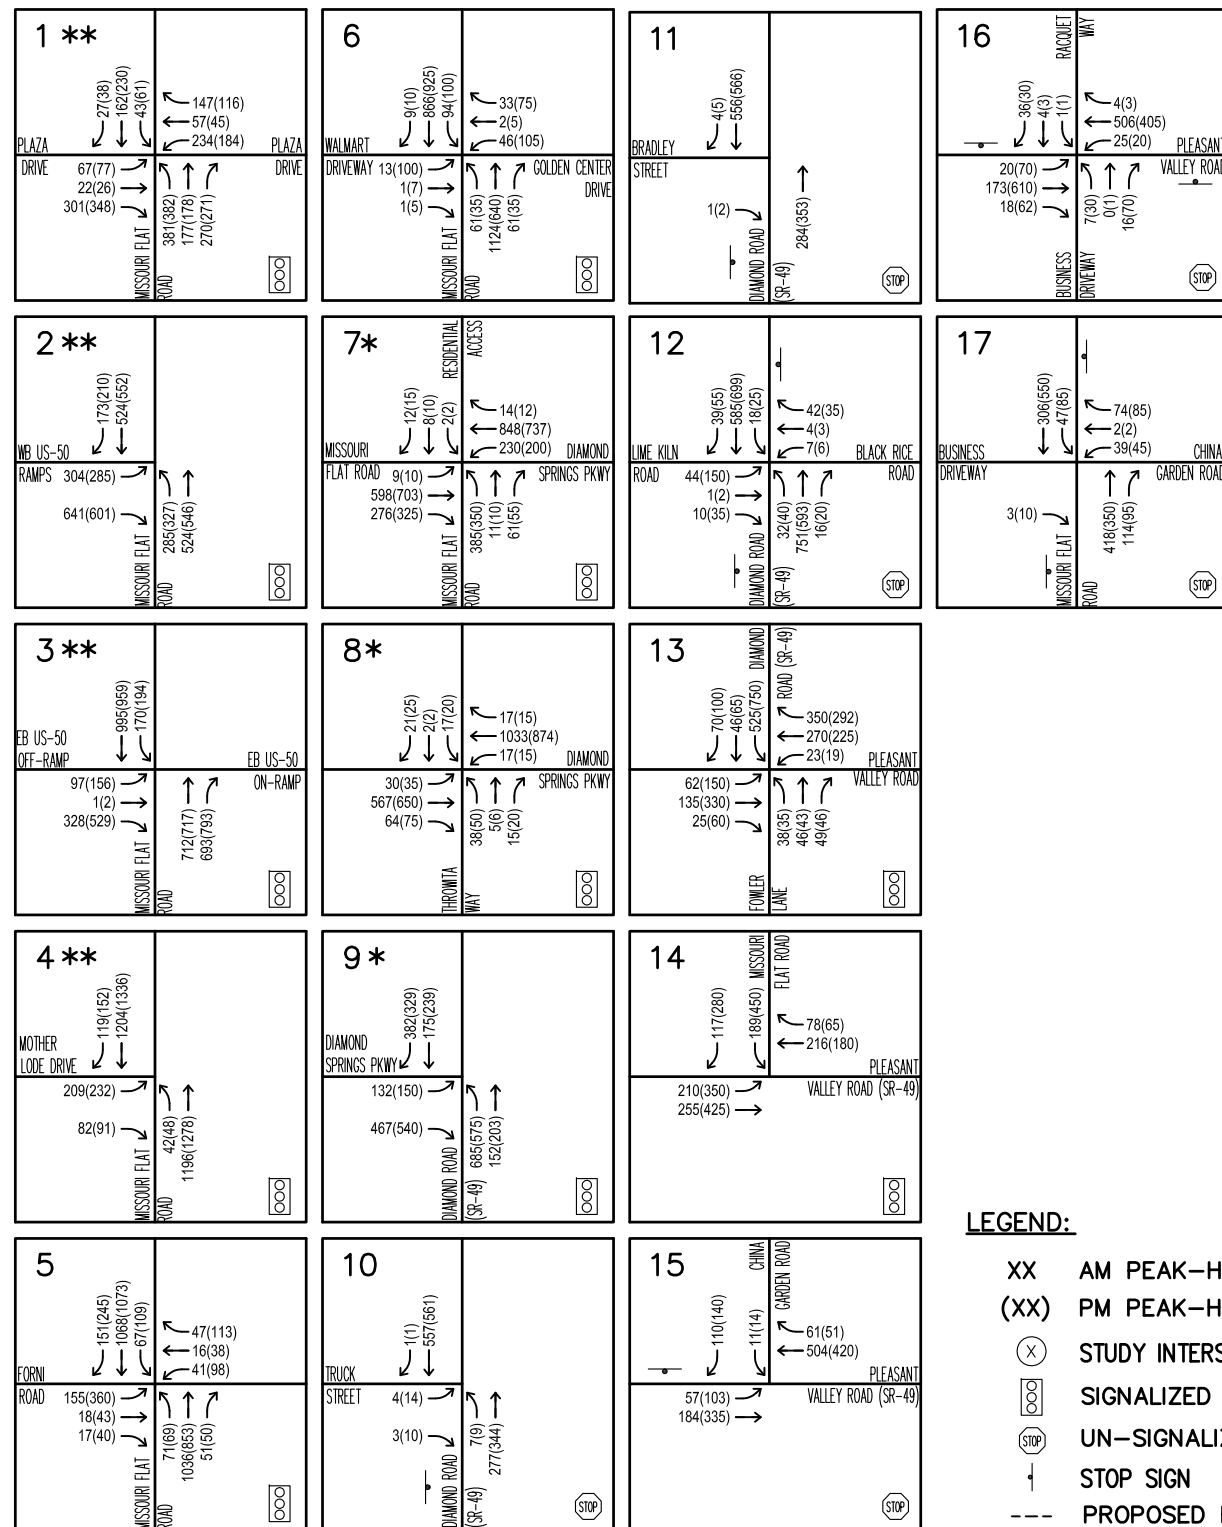 1 **
27(38)
162(230)
43(61)
147(116)
57(45)
234(184)
PLAZA
DRIVE
PLAZA
DRIVE
67(77)
22(26)
301(348)
381(382)
177(178)
270(271)
MISSOURI FLAT
ROAD
6
9(10)
866(925)
94(100)
33(75)
2(5)
46(105)
WALMART
DRIVEWAY
GOLDEN CENTER
DRIVE
13(100)
1(7)
1(5)
61(35)
1124(640)
61(35)
MISSOURI FLAT
ROAD
11
4(5)
556(566)
BRADLEY
STREET
1(2)
284(353)
DIAMOND ROAD
(SR-49)
STOP
16
RACQUET
WAY
36(30)
4(3)
1(1)
4(3)
506(405)
25(20)
PLEASANT
VALLEY ROAD
20(70)
173(610)
18(62)
7(30)
0(1)
16(70)
BUSINESS
DRIVEWAY
STOP
2 **
173(210)
524(552)
WB US-50
RAMPS
304(285)
641(601)
285(327)
524(546)
MISSOURI FLAT
ROAD
7*
RESIDENTIAL
ACCESS
12(15)
8(10)
2(2)
14(12)
848(737)
230(200)
MISSOURI
FLAT ROAD
DIAMOND
SPRINGS PKWY
9(10)
598(703)
276(325)
385(350)
11(10)
61(55)
MISSOURI FLAT
ROAD
12
39(55)
585(699)
18(25)
42(35)
4(3)
7(6)
LIME KILN
ROAD
BLACK RICE
ROAD
44(150)
1(2)
10(35)
32(40)
751(593)
16(20)
DIAMOND ROAD
(SR-49)
STOP
17
306(550)
47(85)
74(85)
2(2)
39(45)
BUSINESS
DRIVEWAY
CHINA
GARDEN ROAD
3(10)
418(350)
114(95)
MISSOURI FLAT
ROAD
STOP
3 **
995(959)
170(194)
EB US-50
OFF-RAMP
EB US-50
ON-RAMP
97(156)
1(2)
328(529)
712(717)
693(793)
MISSOURI FLAT
ROAD
8*
21(25)
2(2)
17(20)
17(15)
1033(874)
17(15)
DIAMOND
SPRINGS PKWY
30(35)
567(650)
64(75)
38(50)
5(6)
15(20)
THROWITA
WAY
13
DIAMOND
ROAD (SR-49)
70(100)
46(65)
525(750)
350(292)
270(225)
23(19)
PLEASANT
VALLEY ROAD
62(150)
135(330)
25(60)
38(35)
46(43)
49(46)
FOWLER
LANE
4 **
119(152)
1204(1336)
MOTHER
LODE DRIVE
209(232)
82(91)
42(48)
1196(1278)
MISSOURI FLAT
ROAD
9 *
382(329)
175(239)
DIAMOND
SPRINGS PKWY
132(150)
467(540)
685(575)
152(203)
DIAMOND ROAD
(SR-49)
14
MISSOURI
FLAT ROAD
117(280)
189(450)
78(65)
216(180)
PLEASANT
VALLEY ROAD (SR-49)
210(350)
255(425)
5
151(245)
1068(1073)
67(109)
47(113)
16(38)
41(98)
FORNI
ROAD
155(360)
18(43)
17(40)
71(69)
1036(853)
51(50)
MISSOURI FLAT
ROAD
10
1(1)
557(561)
TRUCK
STREET
4(14)
3(10)
7(9)
277(344)
DIAMOND ROAD
(SR-49)
STOP
15
CHINA
GARDEN ROAD
110(140)
11(14)
61(51)
504(420)
PLEASANT
VALLEY ROAD (SR-49)
57(103)
184(335)
STOP
LEGEND:
XX AM PEAK-H
(XX) PM PEAK-H
X STUDY INTERS
SIGNALIZED
STOP UN-SIGNALIZ
STOP SIGN
--- PROPOSED